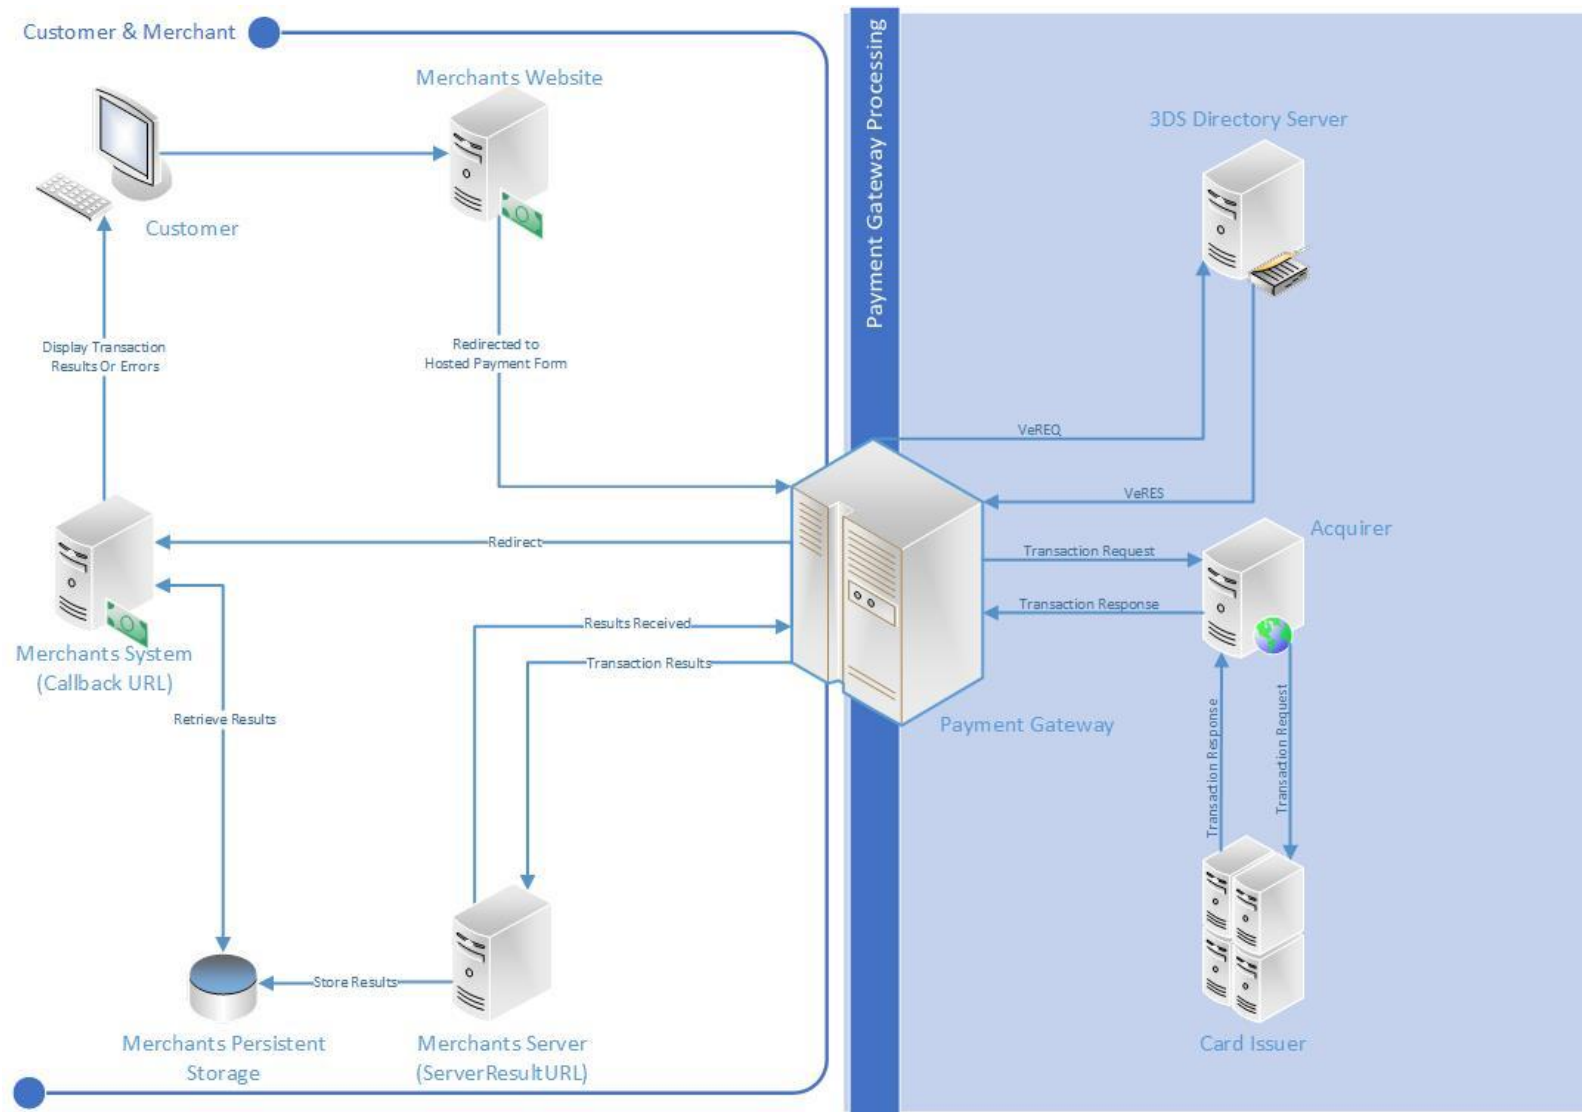 Customer & Merchant
Merchants Website
Payment Gateway Processing
3DS Directory Server
Customer
Display Transaction
Results Or Errors
Redirected to
Hosted Payment Form
VeREQ
VeRES
Acquirer
Redirect
Transaction Request
Transaction Response
Results Received
Merchants System
(Callback URL)
Transaction Results
Retrieve Results
Payment Gateway
Transaction Response
Transaction Request
Store Results
Merchants Persistent
Storage
Merchants Server
(ServerResultURL)
Card Issuer